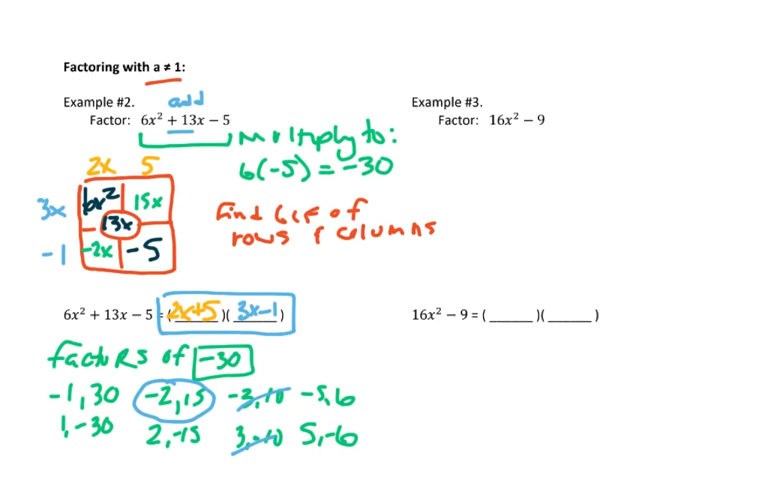 Factoring with a ≠ 1:
Example #2.
add
Factor: 6x² + 13x − 5
multiply to:
6(-5) = -30
2x 5
3x 6x² 15x
13x
-1 -2x -5
Find GCF of
rows & columns
6x² + 13x − 5 = (2x+5)(3x-1)
factors of -30
-1, 30 -2, 15 -3, 10 -5, 6
1, -30 2, -15 3, -10 5, -6
Example #3.
Factor: 16x² − 9
16x² − 9 = (______)(______)